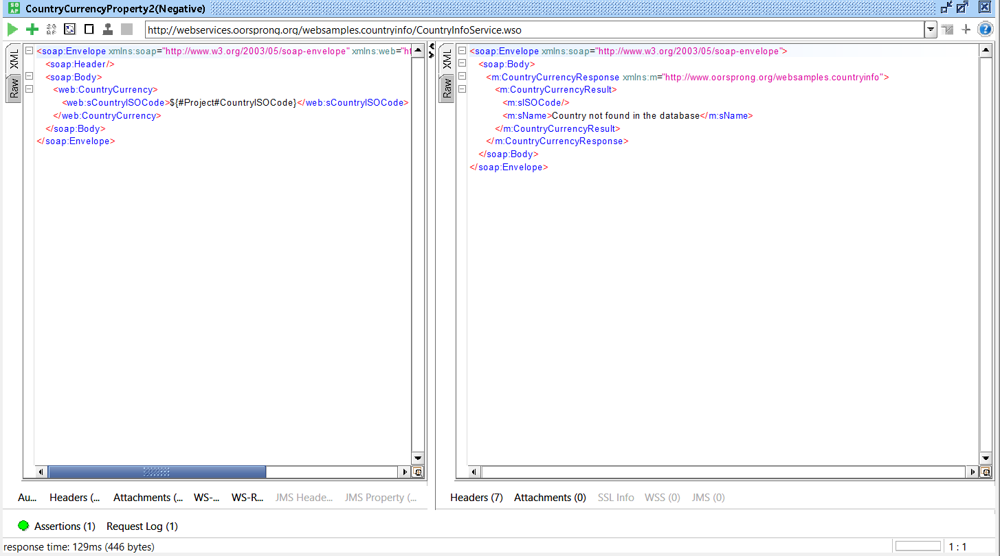 SO
AP
CountryCurrencyProperty2(Negative)
http://webservices.oorsprong.org/websamples.countryinfo/CountryInfoService.wso
XML
Raw
<soap:Envelope xmlns:soap="http://www.w3.org/2003/05/soap-envelope" xmlns:web="ht
<soap:Header/>
<soap:Body>
<web:CountryCurrency>
<web:sCountryISOCode>${#Project#CountryISOCode}</web:sCountryISOCode>
</web:CountryCurrency>
</soap:Body>
</soap:Envelope>
XML
Raw
<soap:Envelope xmlns:soap="http://www.w3.org/2003/05/soap-envelope">
<soap:Body>
<m:CountryCurrencyResponse xmlns:m="http://www.oorsprong.org/websamples.countryinfo">
<m:CountryCurrencyResult>
<m:sISOCode/>
<m:sName>Country not found in the database</m:sName>
</m:CountryCurrencyResult>
</m:CountryCurrencyResponse>
</soap:Body>
</soap:Envelope>
Au... Headers (... Attachments (... WS-... WS-R... JMS Heade... JMS Property (...
Headers (7) Attachments (0) SSL Info WSS (0) JMS (0)
Assertions (1) Request Log (1)
response time: 129ms (446 bytes)
1 : 1